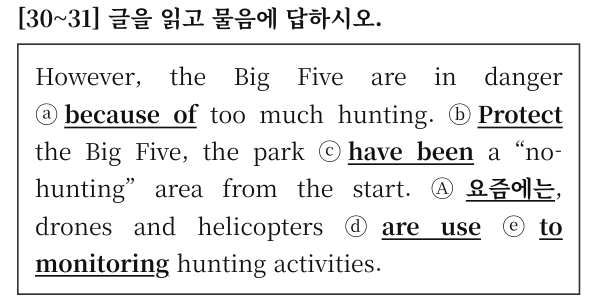 [30~31] 글을 읽고 물음에 답하시오.
However, the Big Five are in danger
ⓐ because of too much hunting. ⓑ Protect
the Big Five, the park ⓒ have been a “no-
hunting” area from the start. Ⓐ 요즘에는,
drones and helicopters ⓓ are use ⓔ to
monitoring hunting activities.